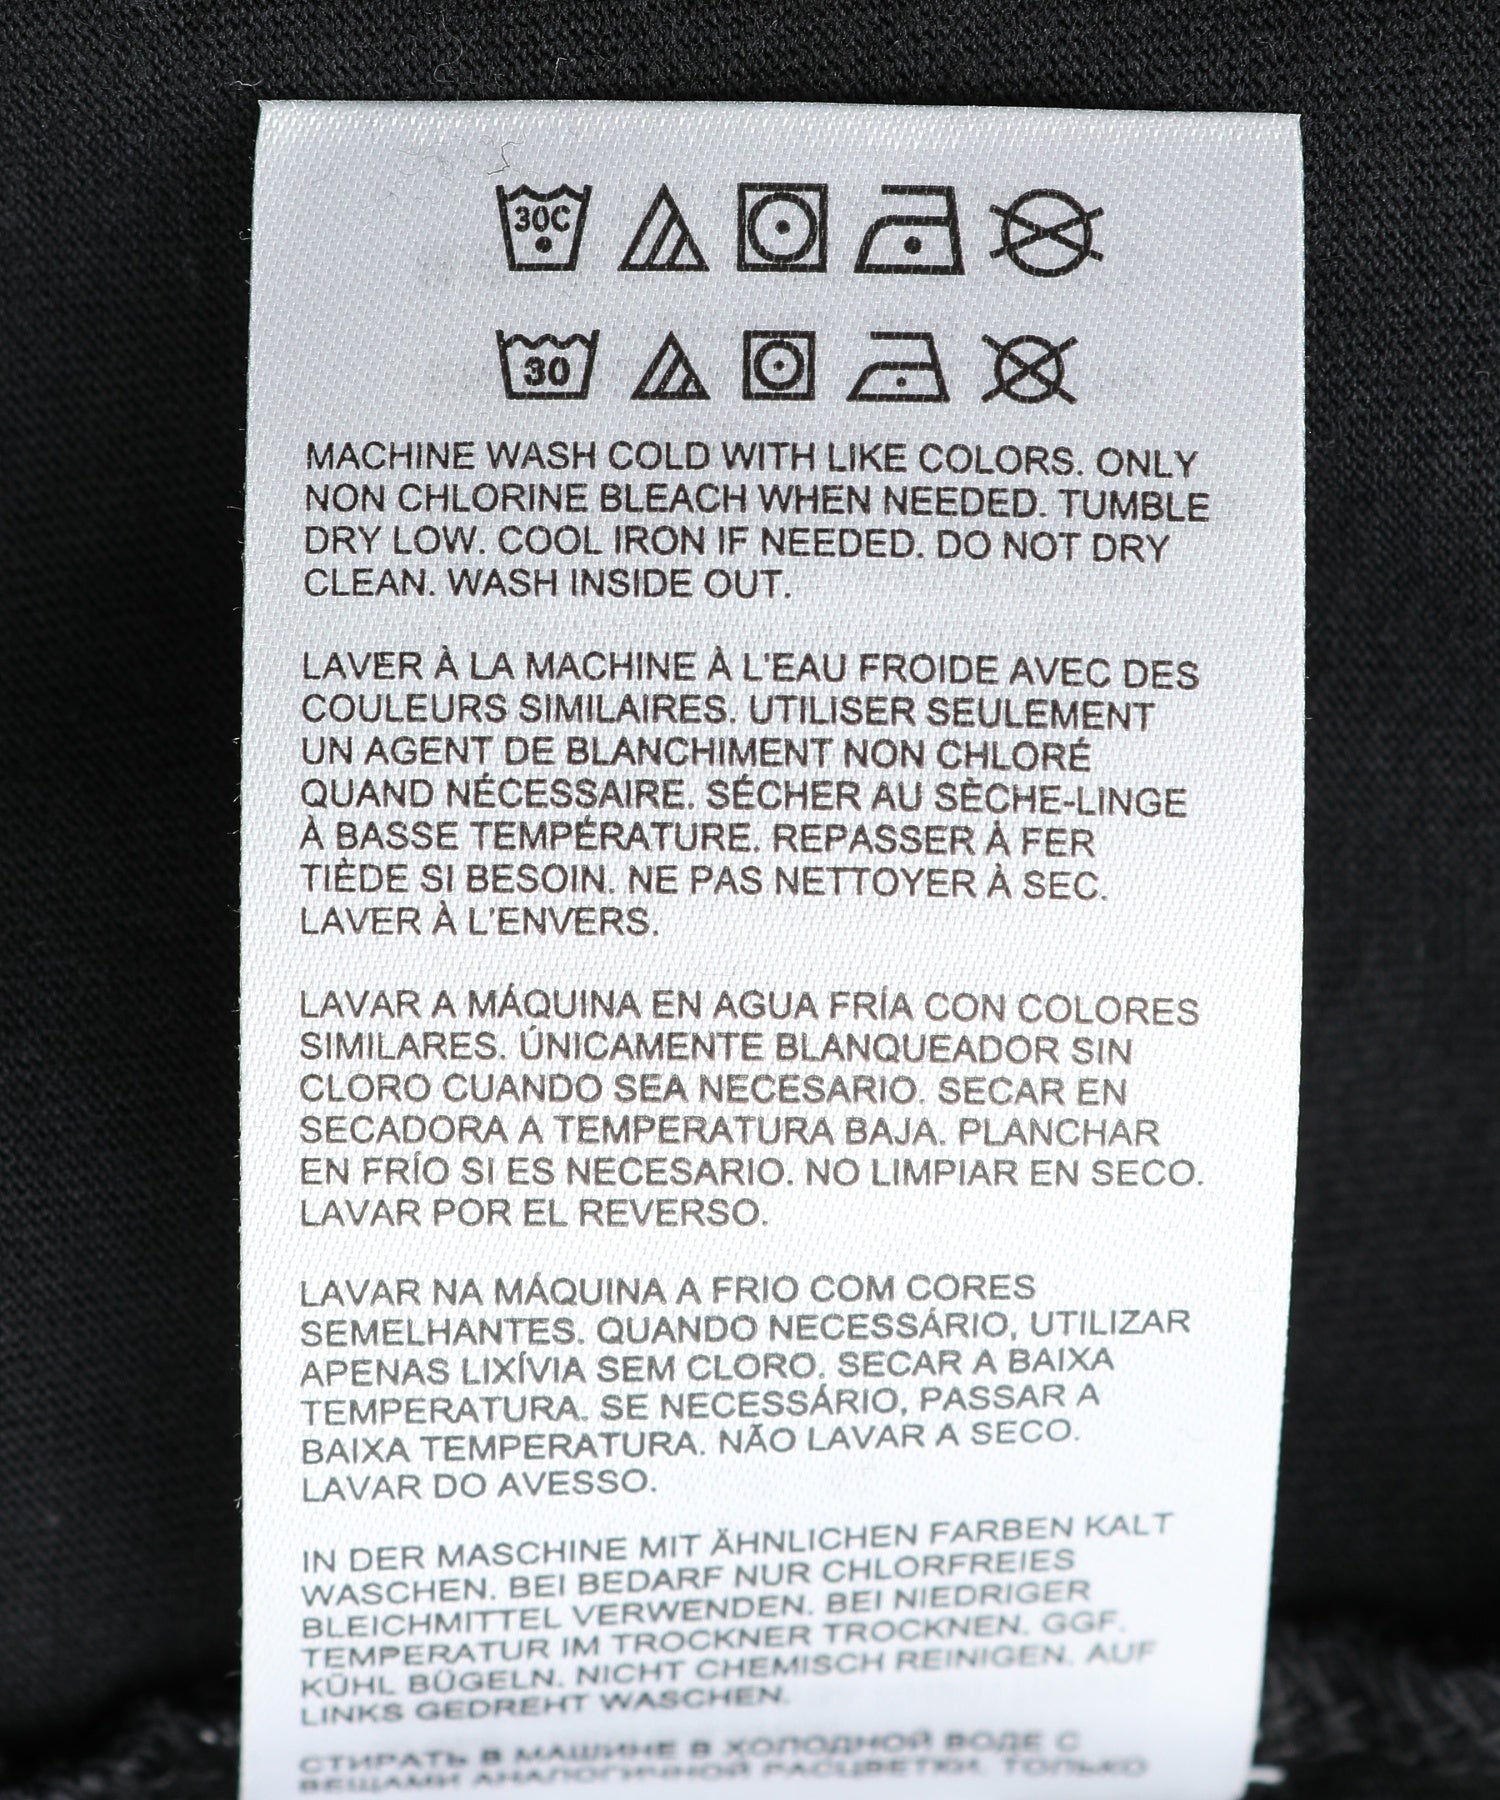 30C
30
MACHINE WASH COLD WITH LIKE COLORS. ONLY
NON CHLORINE BLEACH WHEN NEEDED. TUMBLE
DRY LOW. COOL IRON IF NEEDED. DO NOT DRY
CLEAN. WASH INSIDE OUT.
LAVER À LA MACHINE À L'EAU FROIDE AVEC DES
COULEURS SIMILAIRES. UTILISER SEULEMENT
UN AGENT DE BLANCHIMENT NON CHLORÉ
QUAND NÉCESSAIRE. SÉCHER AU SÈCHE-LINGE
À BASSE TEMPÉRATURE. REPASSER À FER
TIÈDE SI BESOIN. NE PAS NETTOYER À SEC.
LAVER À L'ENVERS.
LAVAR A MÁQUINA EN AGUA FRÍA CON COLORES
SIMILARES. ÚNICAMENTE BLANQUEADOR SIN
CLORO CUANDO SEA NECESARIO. SECAR EN
SECADORA A TEMPERATURA BAJA. PLANCHAR
EN FRÍO SI ES NECESARIO. NO LIMPIAR EN SECO.
LAVAR POR EL REVERSO.
LAVAR NA MÁQUINA A FRIO COM CORES
SEMELHANTES. QUANDO NECESSÁRIO, UTILIZAR
APENAS LIXÍVIA SEM CLORO. SECAR A BAIXA
TEMPERATURA. SE NECESSÁRIO, PASSAR A
BAIXA TEMPERATURA. NÃO LAVAR A SECO.
LAVAR DO AVESSO.
IN DER MASCHINE MIT ÄHNLICHEN FARBEN KALT
WASCHEN. BEI BEDARF NUR CHLORFREIES
BLEICHMITTEL VERWENDEN. BEI NIEDRIGER
TEMPERATUR IM TROCKNER TROCKNEN. GGF.
KÜHL BÜGELN. NICHT CHEMISCH REINIGEN. AUF
LINKS GEDREHT WASCHEN.
СТИРАТЬ В МАШИНЕ В ХОЛОДНОЙ ВОДЕ С
ВЕЩАМИ АНАЛОГИЧНОЙ РАСЦВЕТКИ. ТОЛЬКО